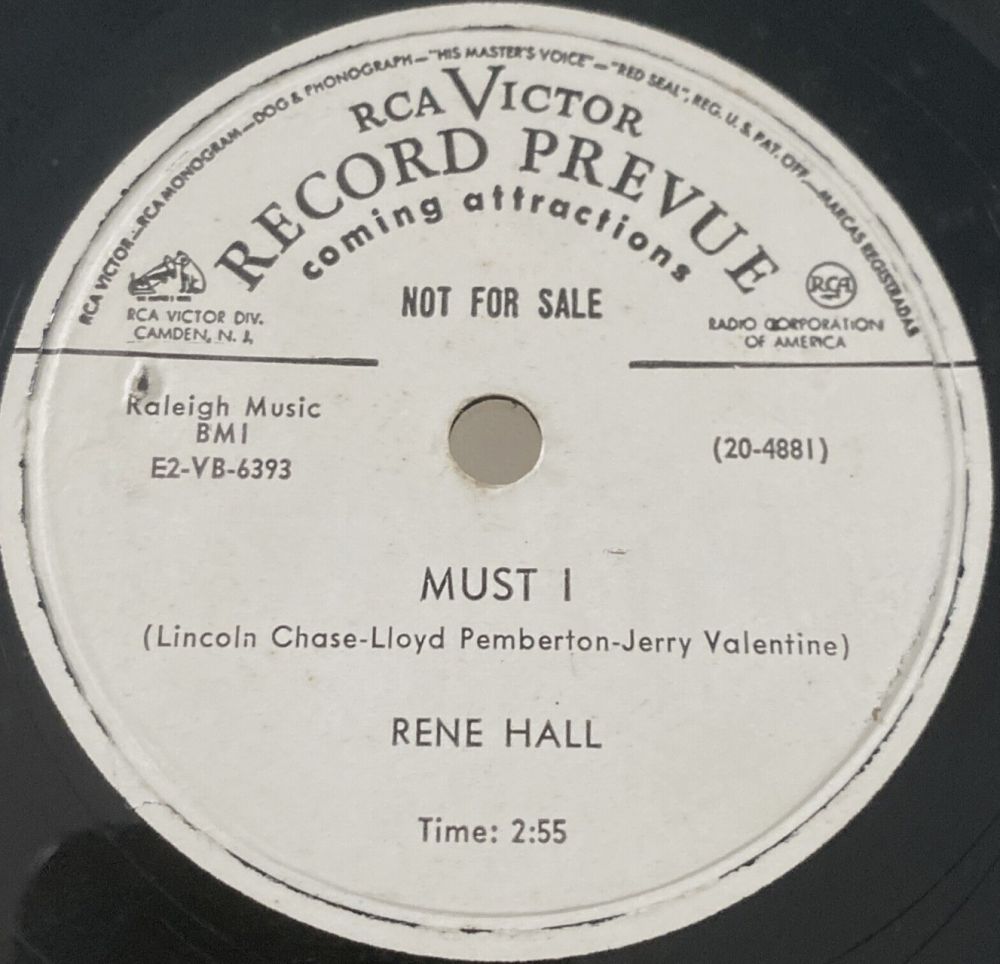 RCA VICTOR—RCA MONOGRAM—DOG & PHONOGRAPH—"HIS MASTER'S VOICE"—"RED SEAL", REG. U. S. PAT. OFF.—MARCAS REGISTRADAS
RCA VICTOR
RECORD PREVUE
coming attractions
NOT FOR SALE
RCA VICTOR DIV.
CAMDEN, N. J.
RCA
RADIO CORPORATION
OF AMERICA
Raleigh Music
BMI
E2-VB-6393
(20-4881)
MUST I
(Lincoln Chase-Lloyd Pemberton-Jerry Valentine)
RENE HALL
Time: 2:55